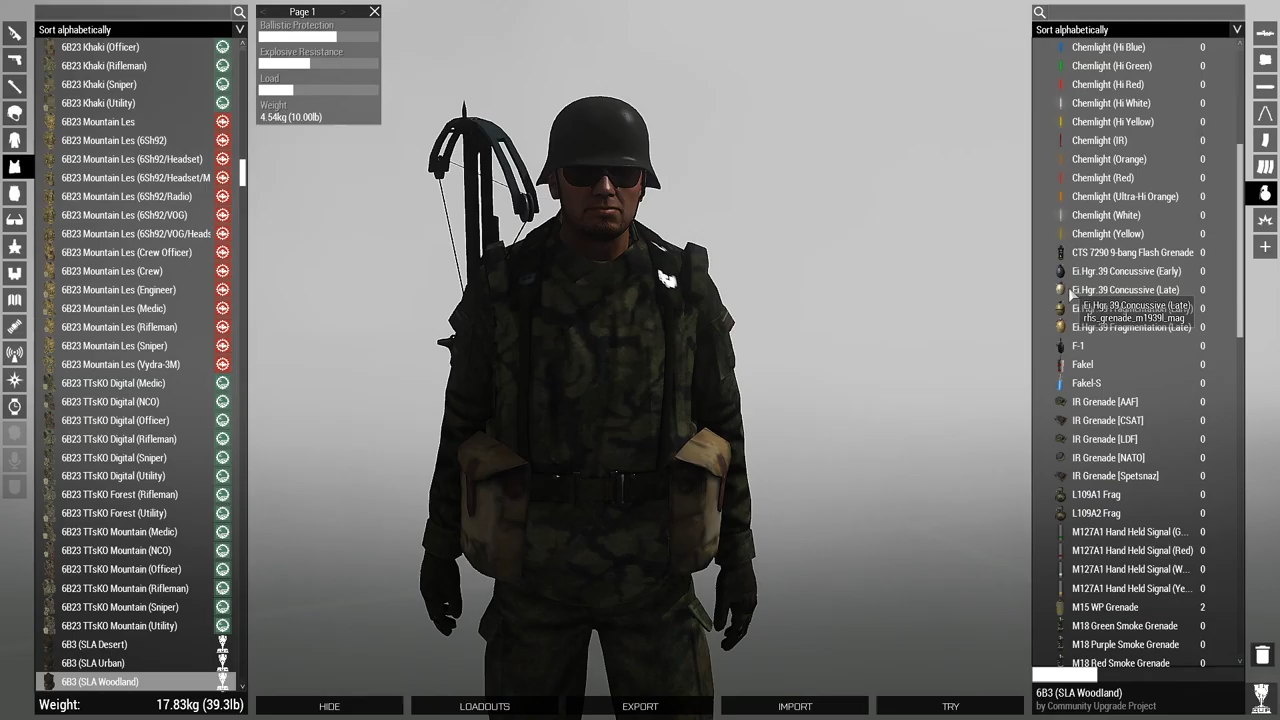 Sort alphabetically
6B23 Khaki (Officer)
6B23 Khaki (Rifleman)
6B23 Khaki (Sniper)
6B23 Khaki (Utility)
6B23 Mountain Les
6B23 Mountain Les (6Sh92)
6B23 Mountain Les (6Sh92/Headset)
6B23 Mountain Les (6Sh92/Headset/M
6B23 Mountain Les (6Sh92/Radio)
6B23 Mountain Les (6Sh92/VOG)
6B23 Mountain Les (6Sh92/VOG/Heads
6B23 Mountain Les (Crew Officer)
6B23 Mountain Les (Crew)
6B23 Mountain Les (Engineer)
6B23 Mountain Les (Medic)
6B23 Mountain Les (Rifleman)
6B23 Mountain Les (Sniper)
6B23 Mountain Les (Vydra-3M)
6B23 TTsKO Digital (Medic)
6B23 TTsKO Digital (NCO)
6B23 TTsKO Digital (Officer)
6B23 TTsKO Digital (Rifleman)
6B23 TTsKO Digital (Sniper)
6B23 TTsKO Digital (Utility)
6B23 TTsKO Forest (Rifleman)
6B23 TTsKO Forest (Utility)
6B23 TTsKO Mountain (Medic)
6B23 TTsKO Mountain (NCO)
6B23 TTsKO Mountain (Officer)
6B23 TTsKO Mountain (Rifleman)
6B23 TTsKO Mountain (Sniper)
6B23 TTsKO Mountain (Utility)
6B3 (SLA Desert)
6B3 (SLA Urban)
6B3 (SLA Woodland)
Weight: 17.83kg (39.3lb)
< Page 1 >
Ballistic Protection
Explosive Resistance
Load
Weight
4.54kg (10.00lb)
HIDE LOADOUTS EXPORT IMPORT TRY
Sort alphabetically
Chemlight (Hi Blue) 0
Chemlight (Hi Green) 0
Chemlight (Hi Red) 0
Chemlight (Hi White) 0
Chemlight (Hi Yellow) 0
Chemlight (IR) 0
Chemlight (Orange) 0
Chemlight (Red) 0
Chemlight (Ultra-Hi Orange) 0
Chemlight (White) 0
Chemlight (Yellow) 0
CTS 7290 9-bang Flash Grenade 0
Ei.Hgr.39 Concussive (Early) 0
Ei.Hgr.39 Concussive (Late) 0
Ei.Hgr.39 Concussive (Late)
rhs_grenade_m1939l_mag
Ei.Hgr.39 Fragmentation (Early) 0
Ei.Hgr.39 Fragmentation (Late) 0
F-1 0
Fakel 0
Fakel-S 0
IR Grenade [AAF] 0
IR Grenade [CSAT] 0
IR Grenade [LDF] 0
IR Grenade [NATO] 0
IR Grenade [Spetsnaz] 0
L109A1 Frag 0
L109A2 Frag 0
M127A1 Hand Held Signal (G... 0
M127A1 Hand Held Signal (Red) 0
M127A1 Hand Held Signal (W... 0
M127A1 Hand Held Signal (Ye... 0
M15 WP Grenade 2
M18 Green Smoke Grenade 0
M18 Purple Smoke Grenade 0
M18 Red Smoke Grenade 0
6B3 (SLA Woodland)
by Community Upgrade Project